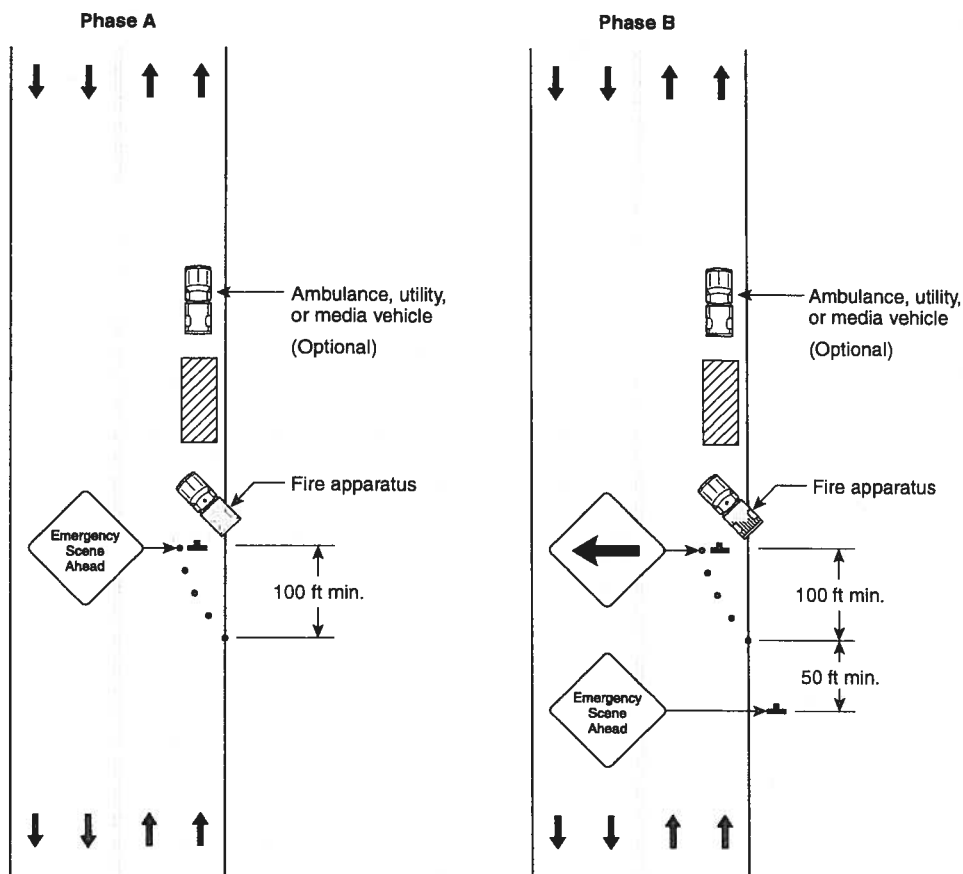 Phase A
Ambulance, utility,
or media vehicle
(Optional)
Fire apparatus
Emergency
Scene
Ahead
100 ft min.
Phase B
Ambulance, utility,
or media vehicle
(Optional)
Fire apparatus
100 ft min.
50 ft min.
Emergency
Scene
Ahead